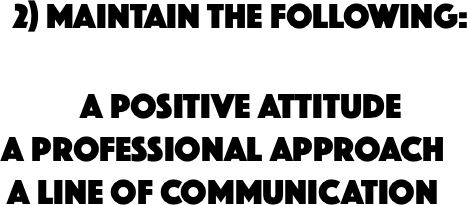 2) MAINTAIN THE FOLLOWING:
A POSITIVE ATTITUDE
A PROFESSIONAL APPROACH
A LINE OF COMMUNICATION